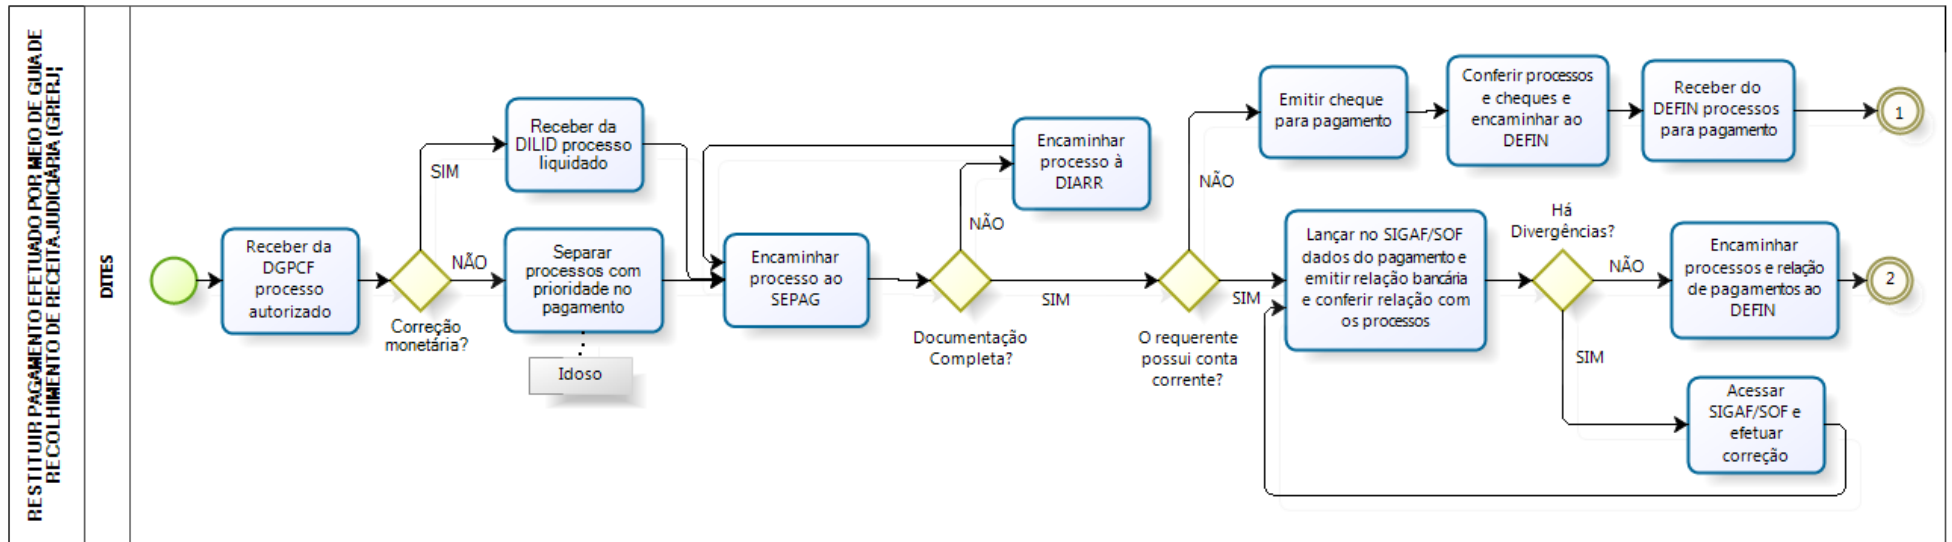 RESTITUIR PAGAMENTO EFETUADO POR MEIO DE GUIA DE
RECOLHIMENTO DE RECEITA JUDICIÁRIA (GRERJ)
DITES
Receber da
DGPCF
processo
autorizado
Correção
monetária?
SIM
NÃO
Receber da
DILID processo
liquidado
Separar
processos com
prioridade no
pagamento
Idoso
Encaminhar
processo ao
SEPAG
Documentação
Completa?
NÃO
SIM
Encaminhar
processo à
DIARR
O requerente
possui conta
corrente?
NÃO
SIM
Emitir cheque
para pagamento
Conferir processos
e cheques e
encaminhar ao
DEFIN
Receber do
DEFIN processos
para pagamento
1
Lançar no SIGAF/SOF
dados do pagamento e
emitir relação bancária
e conferir relação com
os processos
Há
Divergências?
NÃO
SIM
Encaminhar
processos e relação
de pagamentos ao
DEFIN
2
Acessar
SIGAF/SOF e
efetuar
correção